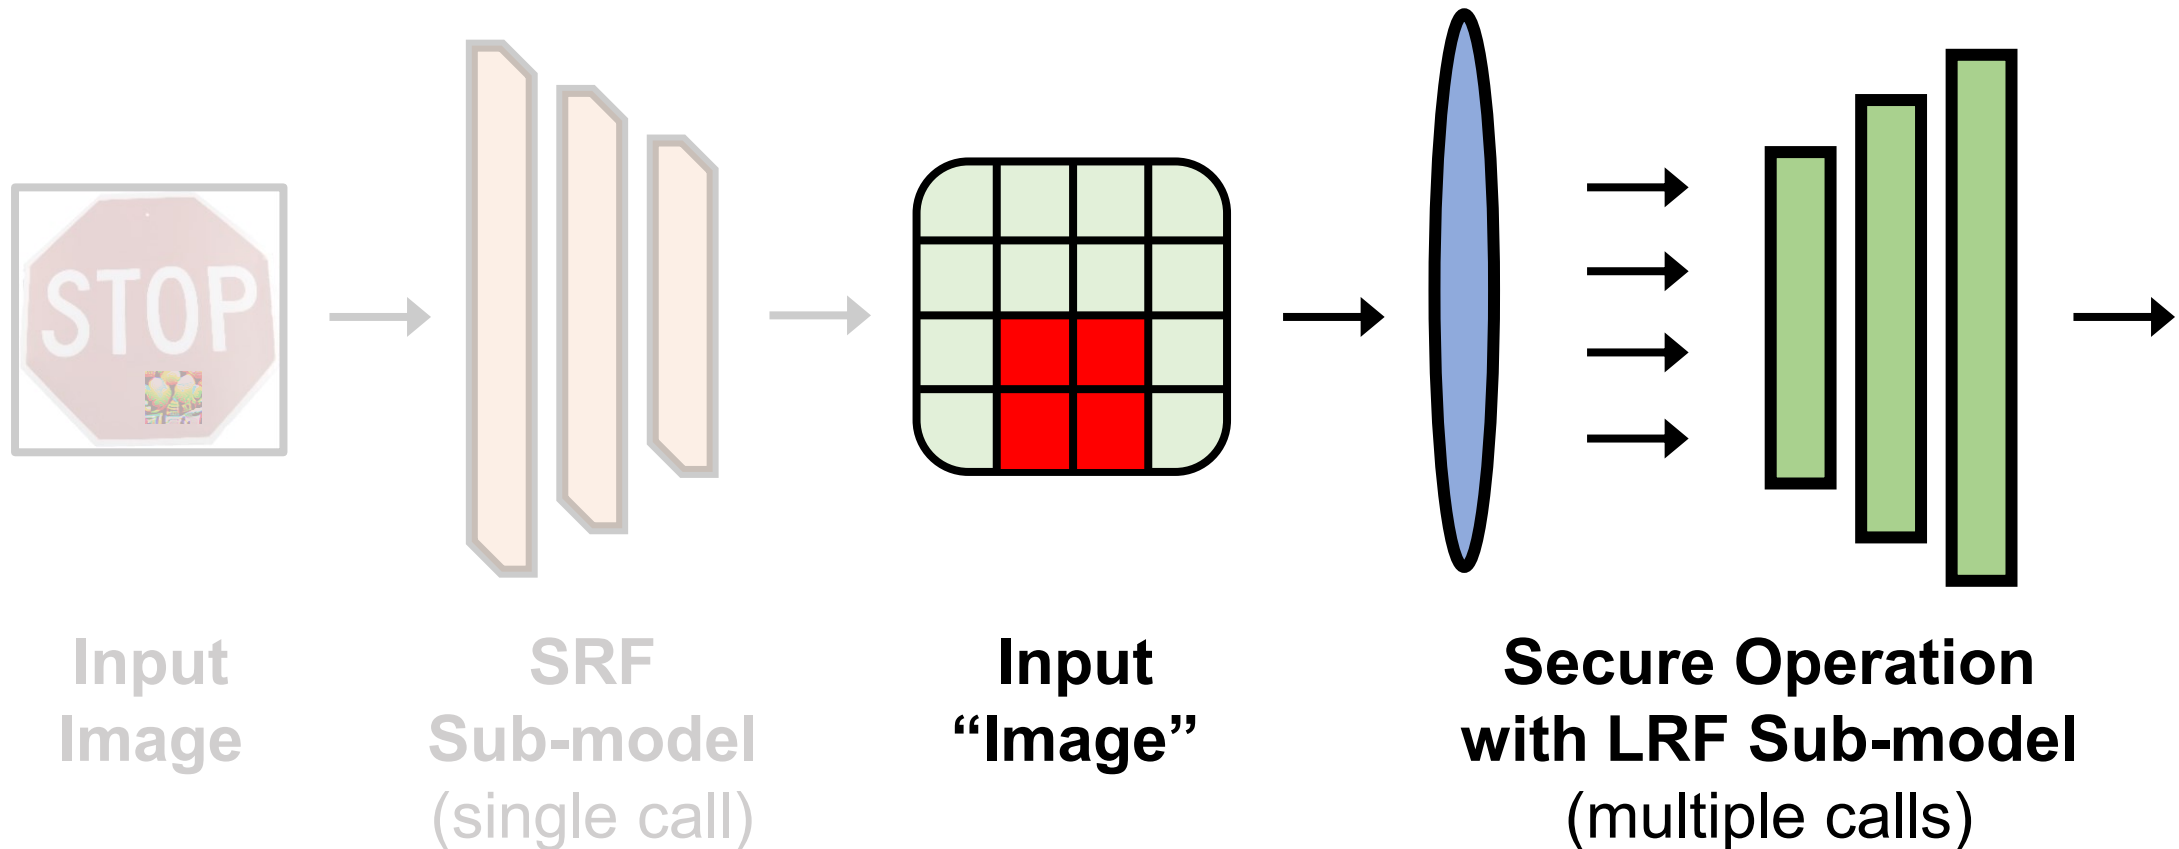 STOP
Input
Image
SRF
Sub-model
(single call)
Input
“Image”
Secure Operation
with LRF Sub-model
(multiple calls)